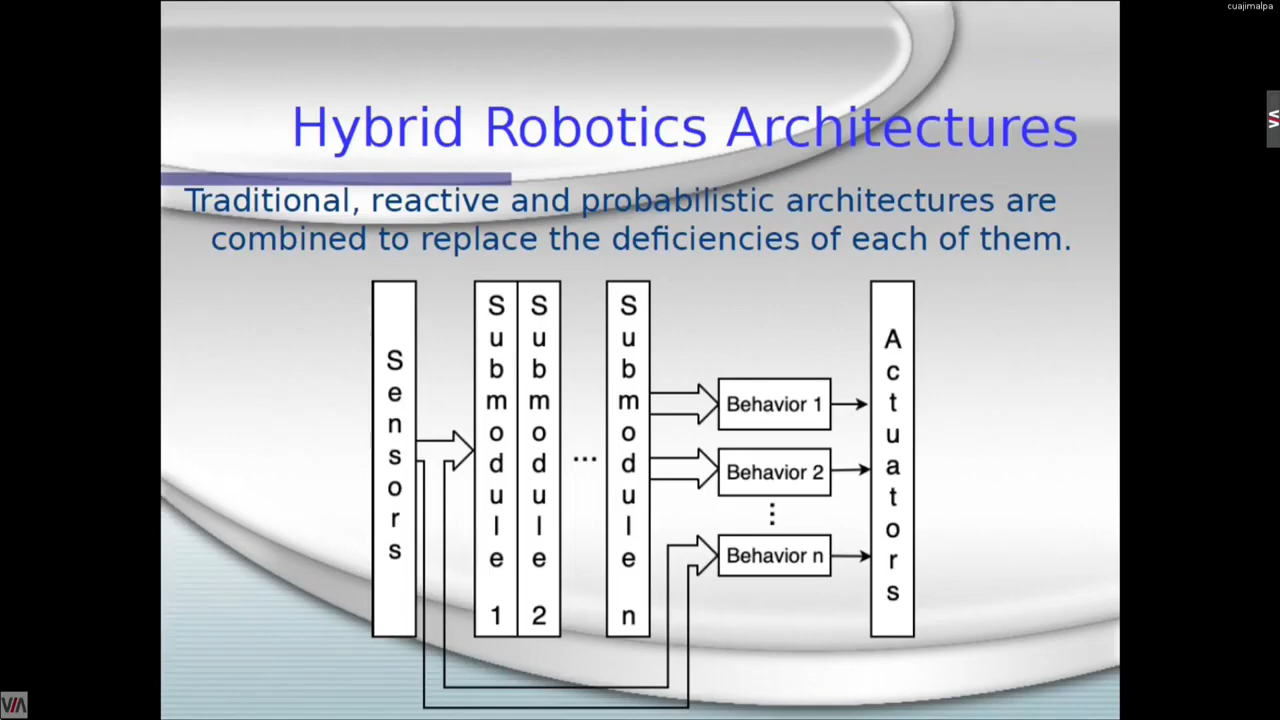 cuajimalpa
Hybrid Robotics Architectures
Traditional, reactive and probabilistic architectures are
combined to replace the deficiencies of each of them.
Sensors
Submodule 1
Submodule 2
...
Submodule n
Behavior 1
Behavior 2
Behavior n
Actuators
VIA